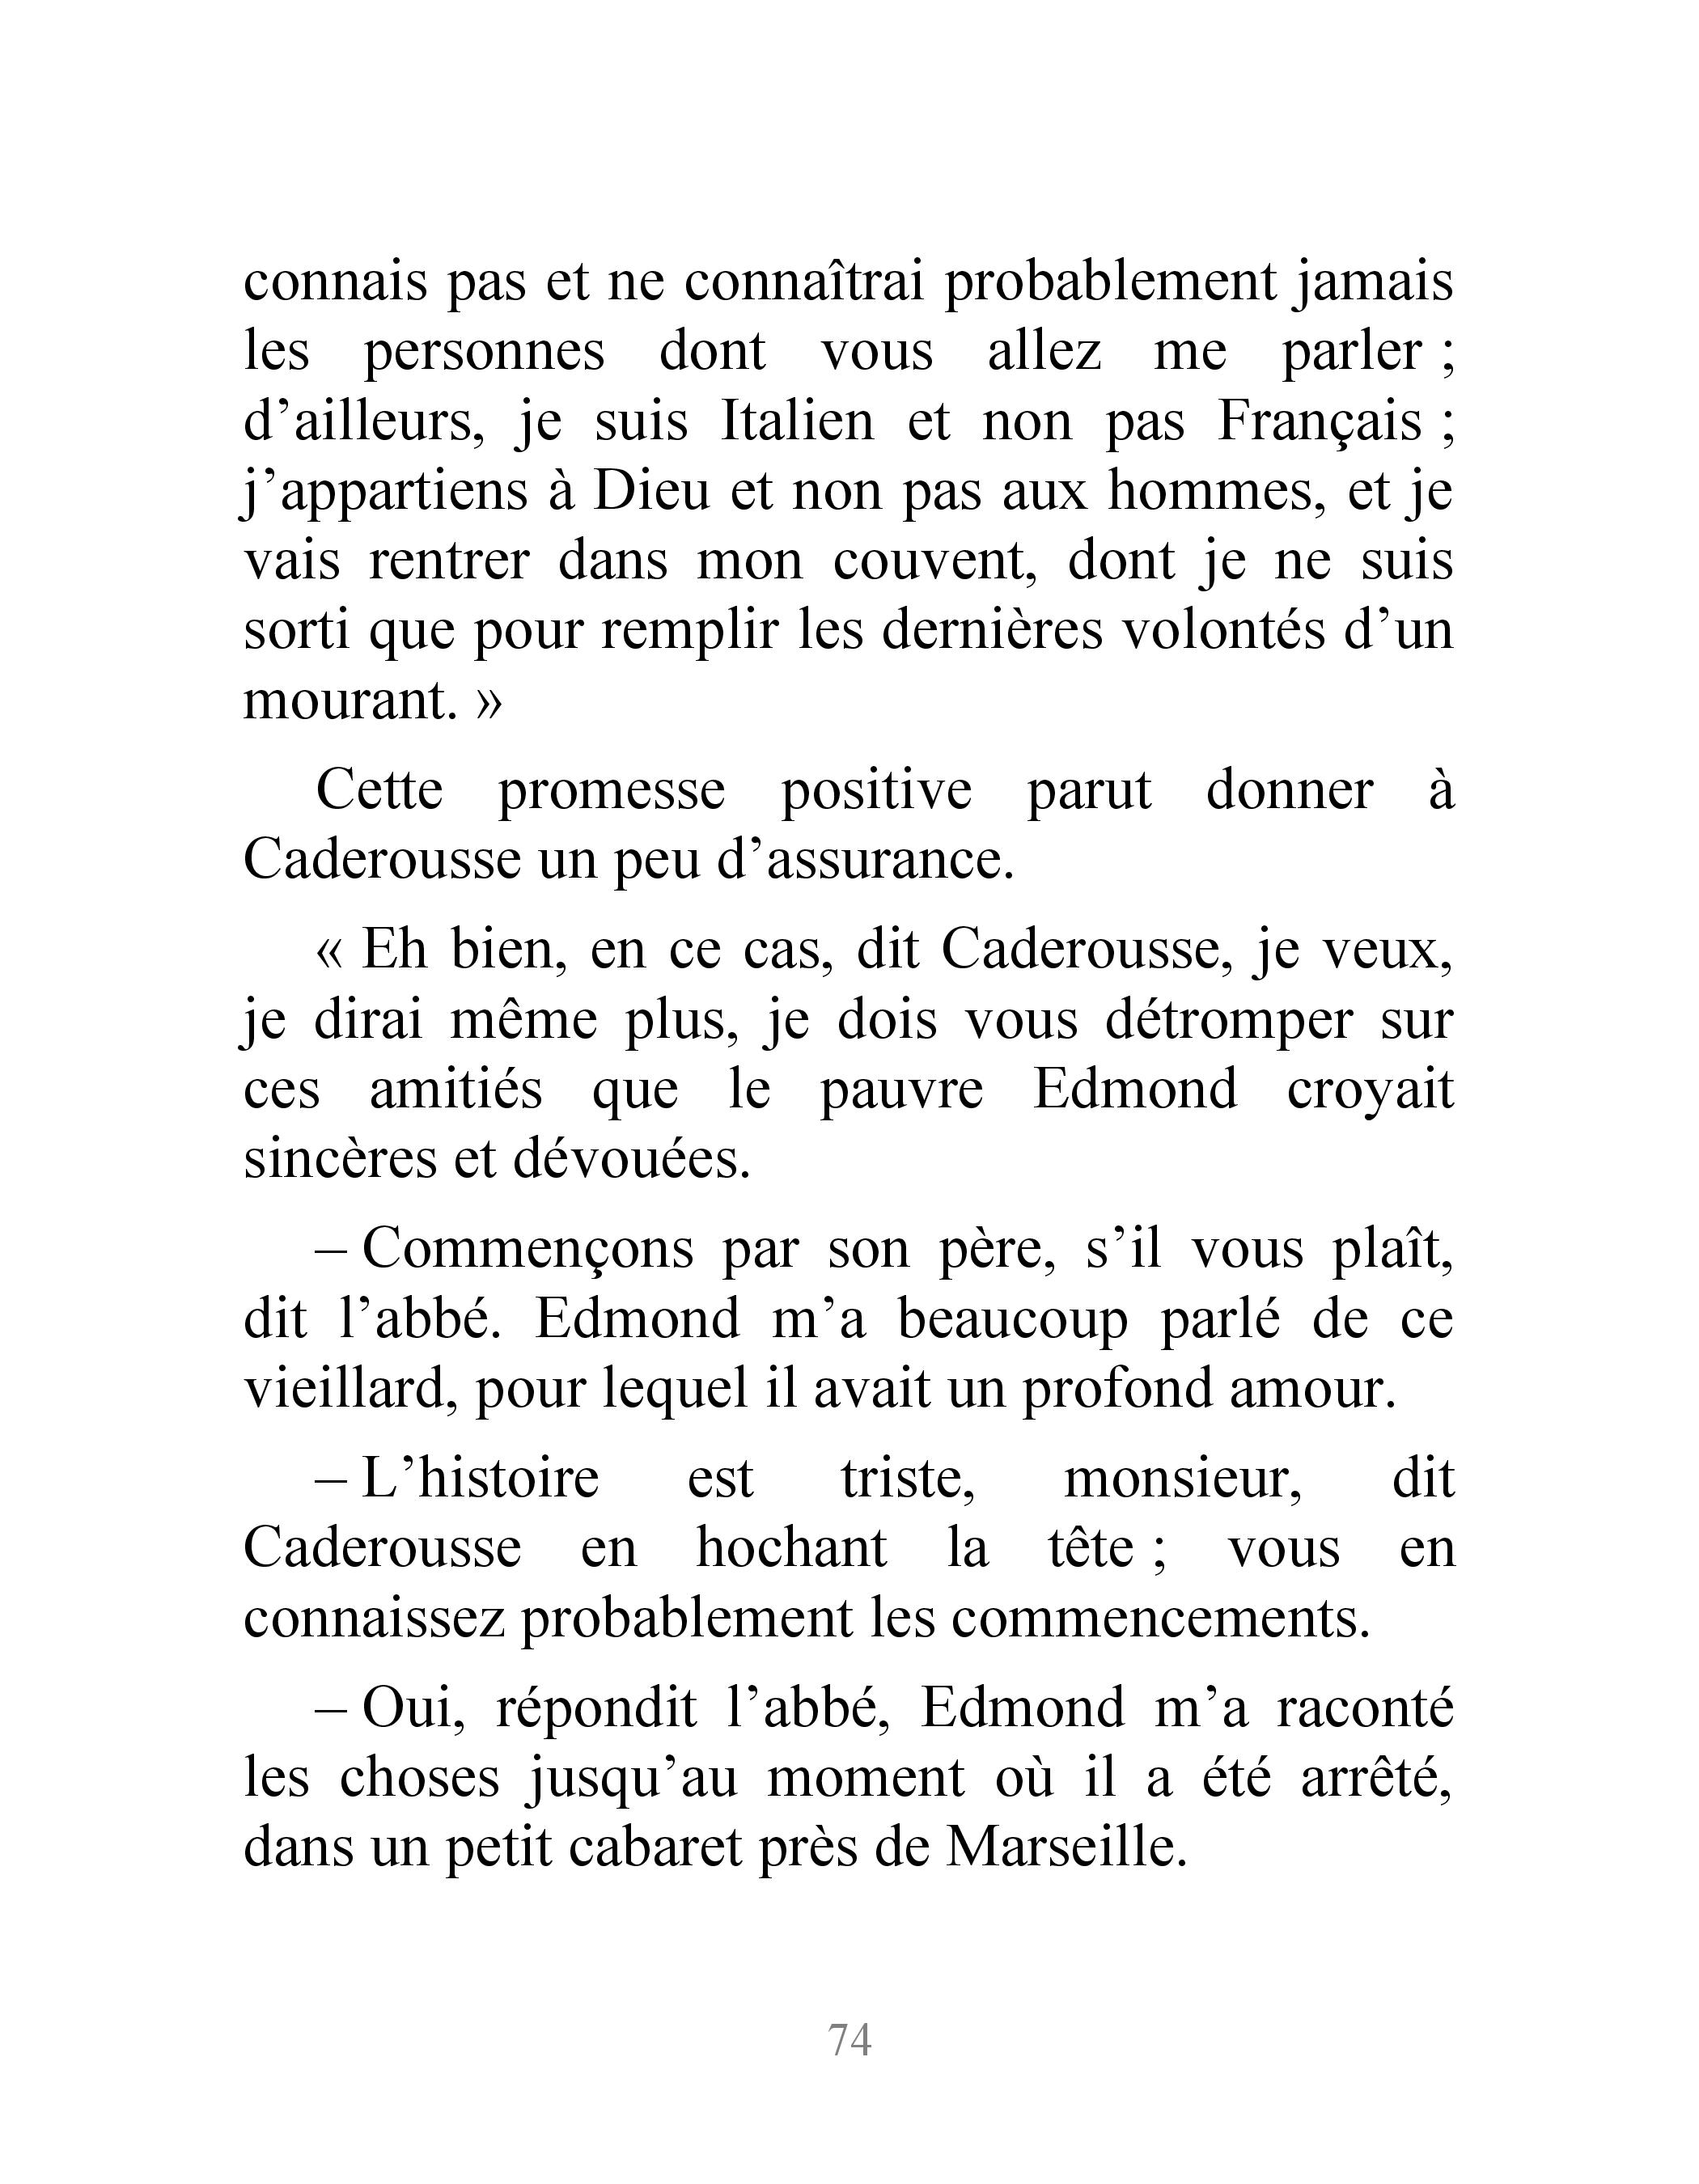 connais pas et ne connaîtrai probablement jamais
les personnes dont vous allez me parler ;
d’ailleurs, je suis Italien et non pas Français ;
j’appartiens à Dieu et non pas aux hommes, et je
vais rentrer dans mon couvent, dont je ne suis
sorti que pour remplir les dernières volontés d’un
mourant. »
Cette promesse positive parut donner à
Caderousse un peu d’assurance.
« Eh bien, en ce cas, dit Caderousse, je veux,
je dirai même plus, je dois vous détromper sur
ces amitiés que le pauvre Edmond croyait
sincères et dévouées.
– Commençons par son père, s’il vous plaît,
dit l’abbé. Edmond m’a beaucoup parlé de ce
vieillard, pour lequel il avait un profond amour.
– L’histoire est triste, monsieur, dit
Caderousse en hochant la tête ; vous en
connaissez probablement les commencements.
– Oui, répondit l’abbé, Edmond m’a raconté
les choses jusqu’au moment où il a été arrêté,
dans un petit cabaret près de Marseille.
74